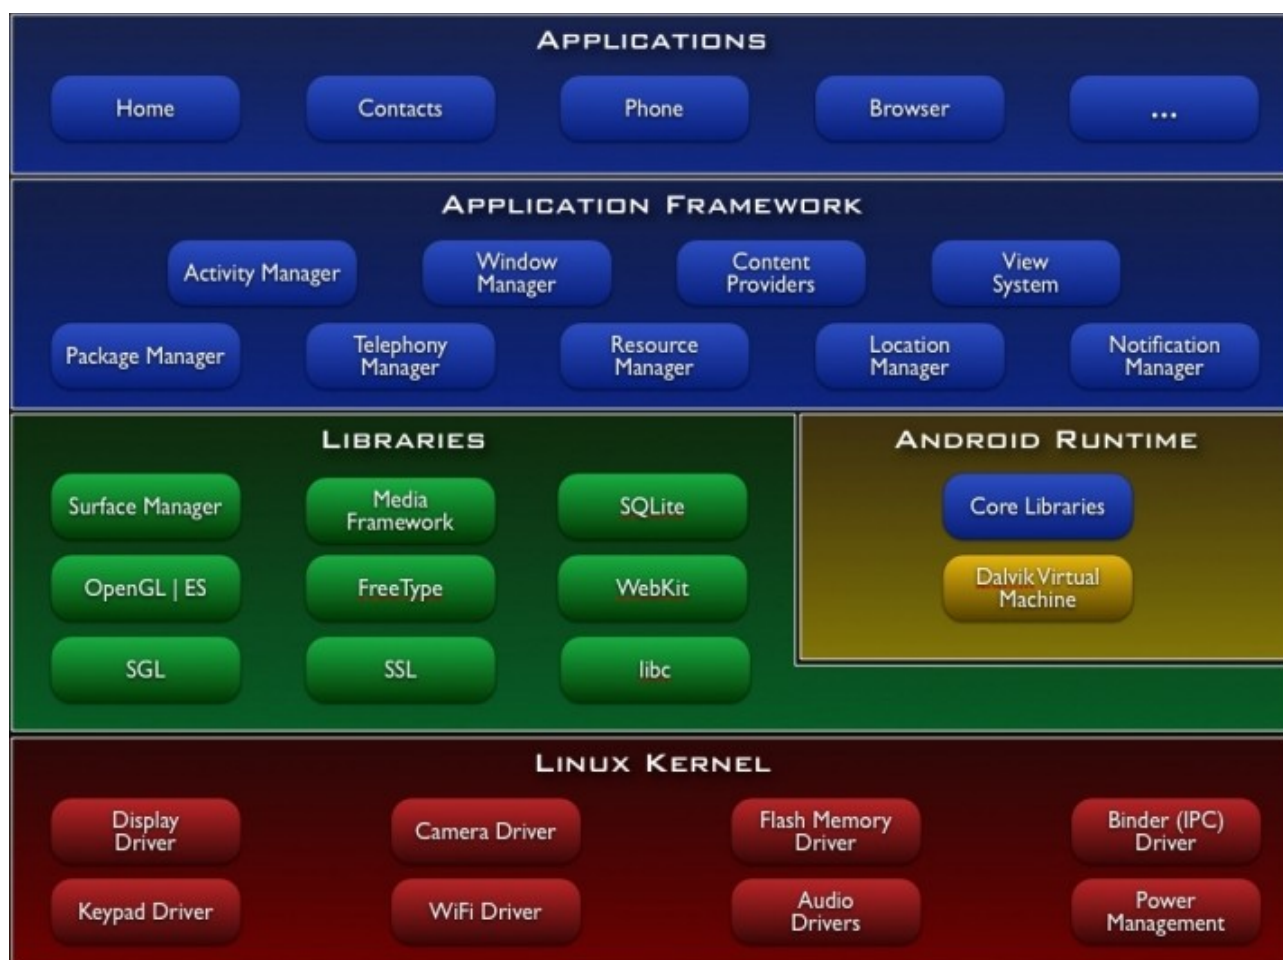 APPLICATIONS
Home
Contacts
Phone
Browser
...
APPLICATION FRAMEWORK
Activity Manager
Window
Manager
Content
Providers
View
System
Package Manager
Telephony
Manager
Resource
Manager
Location
Manager
Notification
Manager
LIBRARIES
Surface Manager
Media
Framework
SQLite
OpenGL | ES
FreeType
WebKit
SGL
SSL
libc
ANDROID RUNTIME
Core Libraries
Dalvik Virtual
Machine
LINUX KERNEL
Display
Driver
Camera Driver
Flash Memory
Driver
Binder (IPC)
Driver
Keypad Driver
WiFi Driver
Audio
Drivers
Power
Management